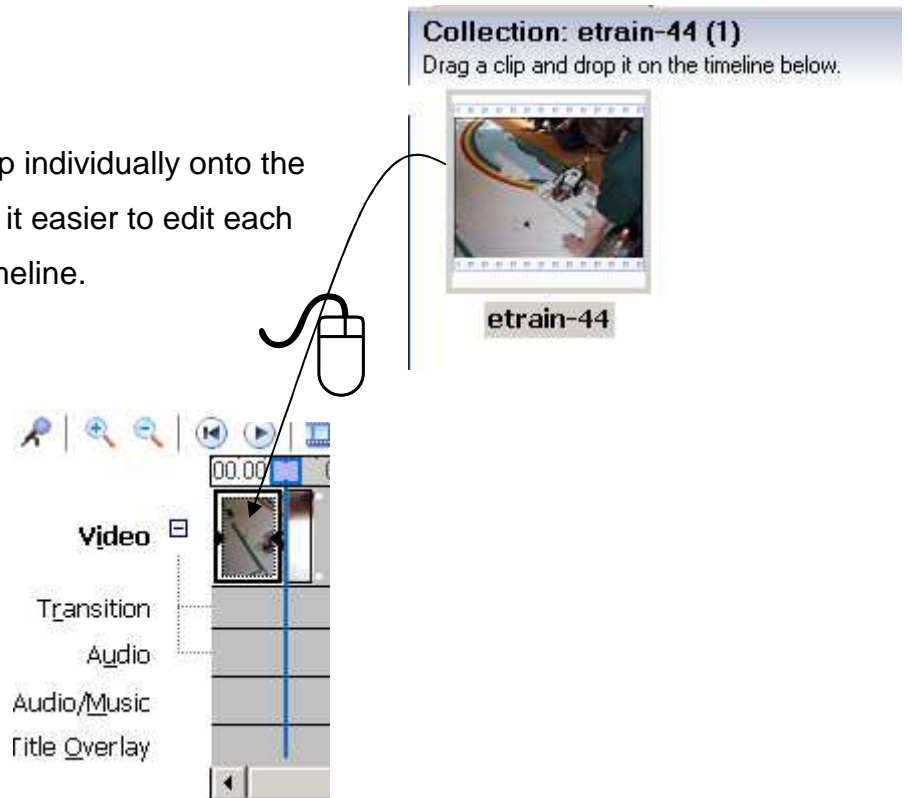 Collection: etrain-44 (1)
Drag a clip and drop it on the timeline below.
p individually onto the
it easier to edit each
neline.
etrain-44
00.00
Video
Transition
Audio
Audio/Music
Title Overlay